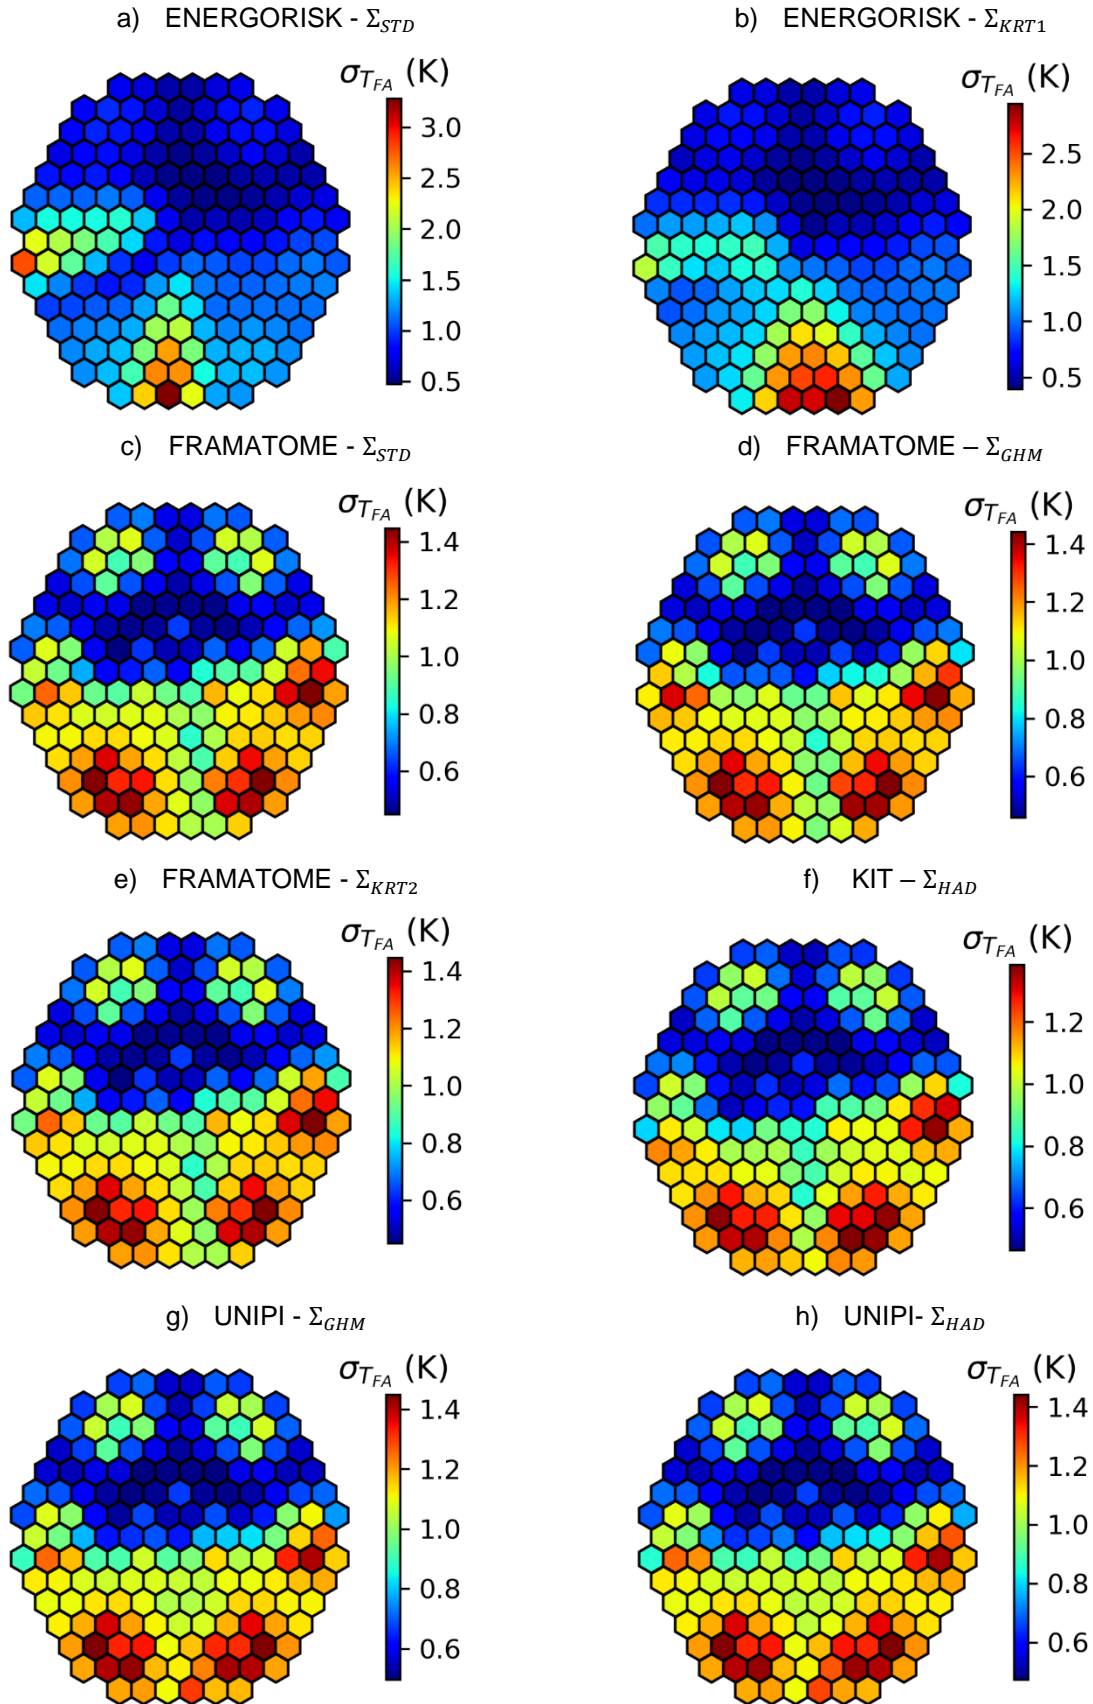 a) ENERGORISK - Σ_STD
b) ENERGORISK - Σ_KRT1
σ_T_FA (K)
3.0
2.5
2.0
1.5
1.0
0.5
σ_T_FA (K)
2.5
2.0
1.5
1.0
0.5
c) FRAMATOME - Σ_STD
d) FRAMATOME – Σ_GHM
σ_T_FA (K)
1.4
1.2
1.0
0.8
0.6
σ_T_FA (K)
1.4
1.2
1.0
0.8
0.6
e) FRAMATOME - Σ_KRT2
f) KIT – Σ_HAD
σ_T_FA (K)
1.4
1.2
1.0
0.8
0.6
σ_T_FA (K)
1.2
1.0
0.8
0.6
g) UNIPI - Σ_GHM
h) UNIPI- Σ_HAD
σ_T_FA (K)
1.4
1.2
1.0
0.8
0.6
σ_T_FA (K)
1.4
1.2
1.0
0.8
0.6